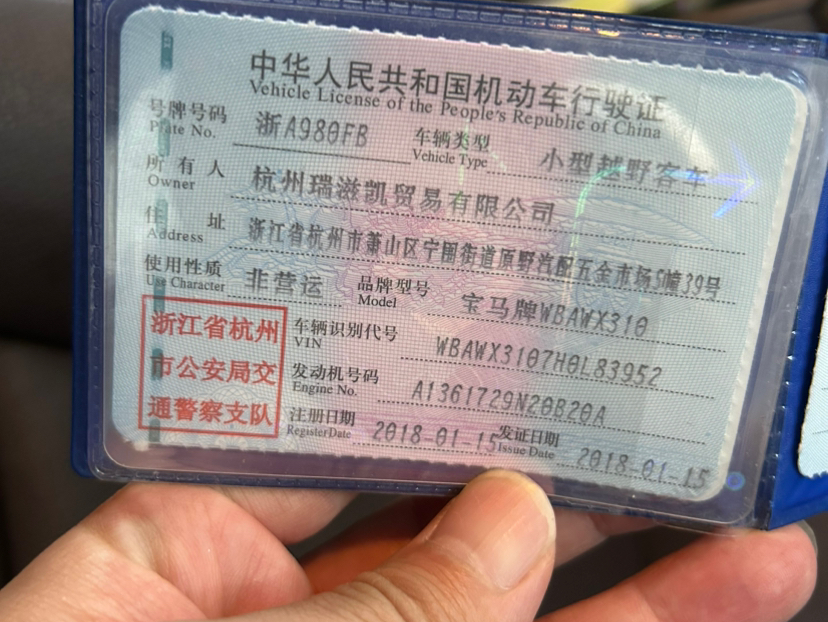 中华人民共和国机动车行驶证
Vehicle License of the People's Republic of China
号牌号码 浙A980FB 车辆类型 小型越野客车
Plate No. Vehicle Type
所有人 杭州瑞滋凯贸易有限公司
Owner
住址 浙江省杭州市萧山区宁围街道原野汽配五金市场5幢39号
Address
使用性质 非营运 品牌型号 宝马牌WBAWX310
Use Character Model
浙江省杭州
市公安局交
通警察支队
车辆识别代号 WBAWX3107H0L83952
VIN
发动机号码 A1361729N20B20A
Engine No.
注册日期 2018-01-15 发证日期 2018-01-15
Register Date Issue Date